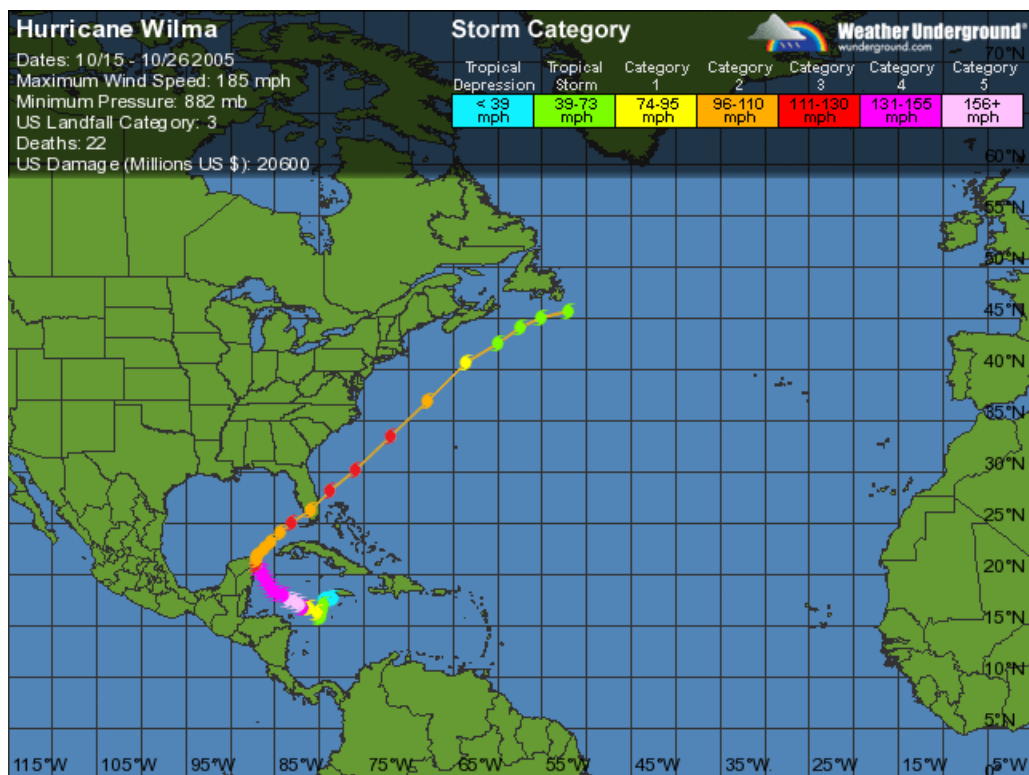 Hurricane Wilma
Dates: 10/15 - 10/26 2005
Maximum Wind Speed: 185 mph
Minimum Pressure: 882 mb
US Landfall Category: 3
Deaths: 22
US Damage (Millions US $): 20600
Storm Category
Weather Underground®
wunderground.com
Tropical Depression
Tropical Storm
Category 1
Category 2
Category 3
Category 4
Category 5
< 39 mph
39-73 mph
74-95 mph
96-110 mph
111-130 mph
131-155 mph
156+ mph
70°N
60°N
55°N
50°N
45°N
40°N
35°N
30°N
25°N
20°N
15°N
10°N
5°N
0°
115°W
105°W
95°W
85°W
75°W
65°W
55°W
45°W
35°W
25°W
15°W
5°W